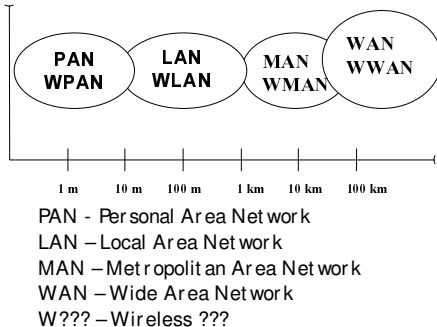 PAN
WPAN
LAN
WLAN
MAN
WMAN
WAN
WWAN
1 m 10 m 100 m 1 km 10 km 100 km
PAN - Personal Area Network
LAN – Local Area Network
MAN – Metropolitan Area Network
WAN – Wide Area Network
W??? – Wireless ???